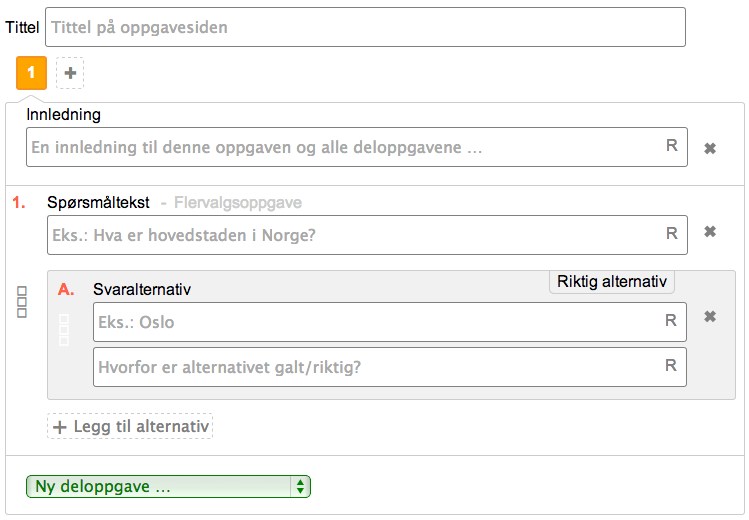 Tittel Tittel på oppgavesiden
1 +
Innledning
En innledning til denne oppgaven og alle deloppgavene ... R
1. Spørsmåltekst - Flervalgsoppgave
Eks.: Hva er hovedstaden i Norge? R
A. Svaralternativ Riktig alternativ
Eks.: Oslo R
Hvorfor er alternativet galt/riktig? R
+ Legg til alternativ
Ny deloppgave ...